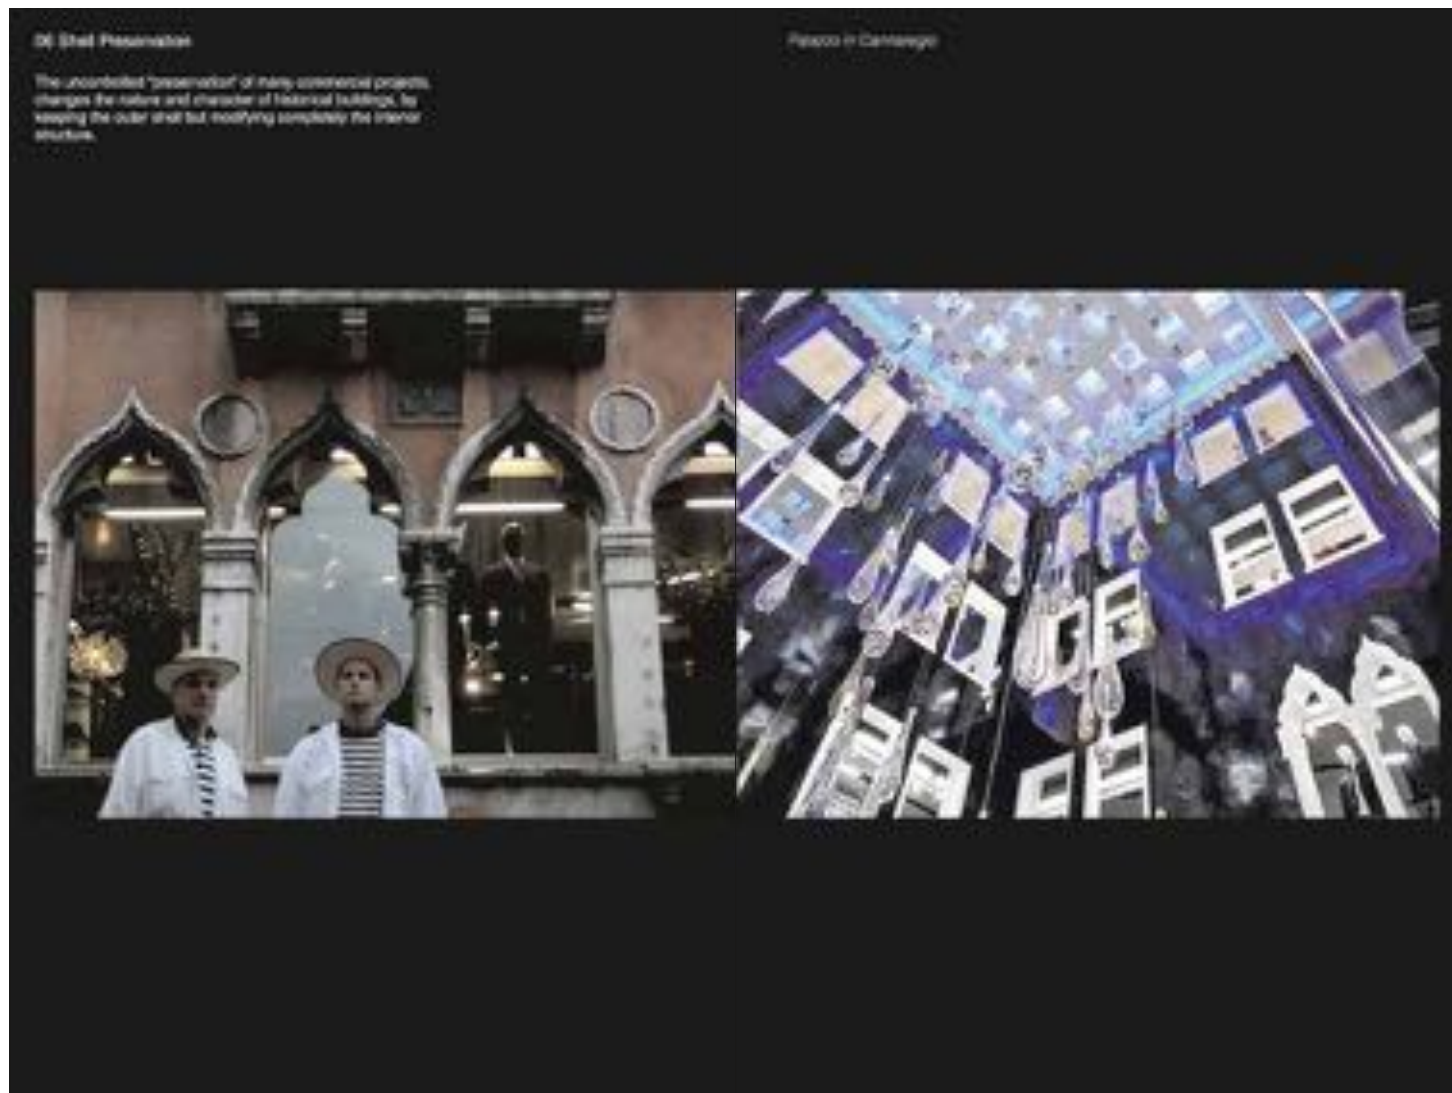 06 Shell Preservation
The uncontrolled "preservation" of many commercial projects,
changes the nature and character of historical buildings, by
keeping the outer shell but modifying completely the interior
structure.
Palazzo in Cannaregio